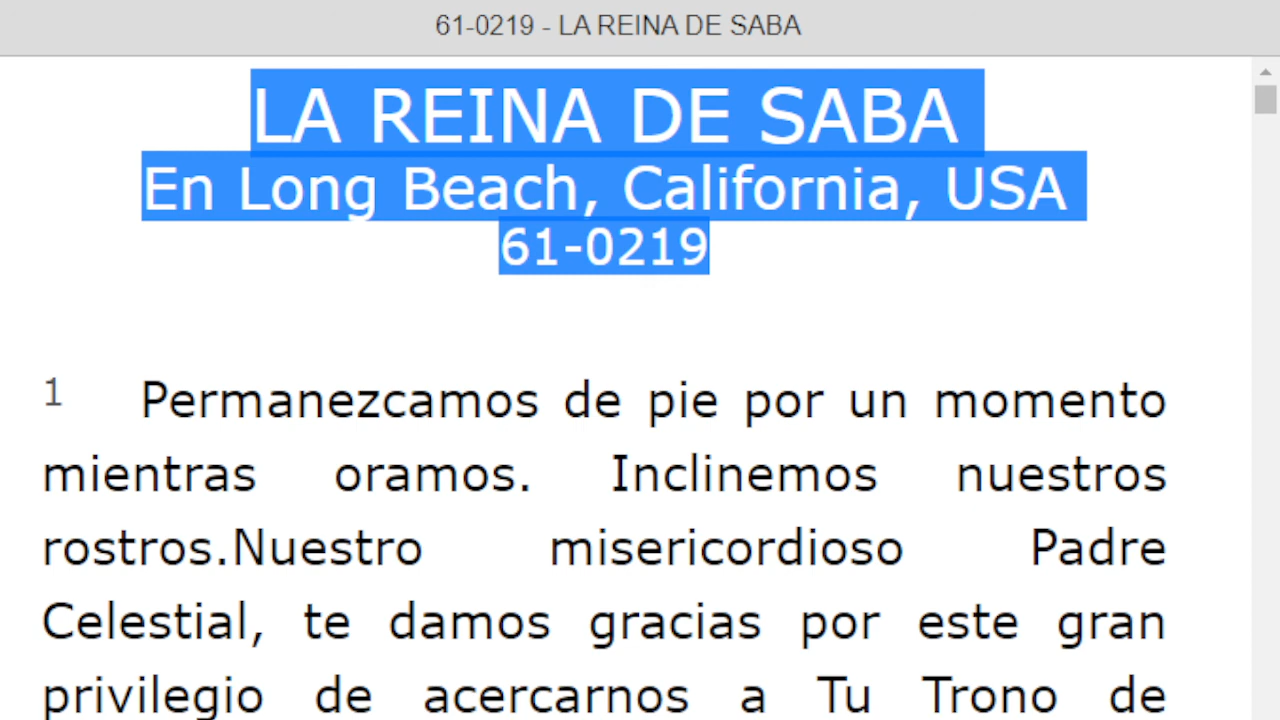 61-0219 - LA REINA DE SABA
LA REINA DE SABA
En Long Beach, California, USA
61-0219
1 Permanezcamos de pie por un momento
mientras oramos. Inclinemos nuestros
rostros.Nuestro misericordioso Padre
Celestial, te damos gracias por este gran
privilegio de acercarnos a Tu Trono de